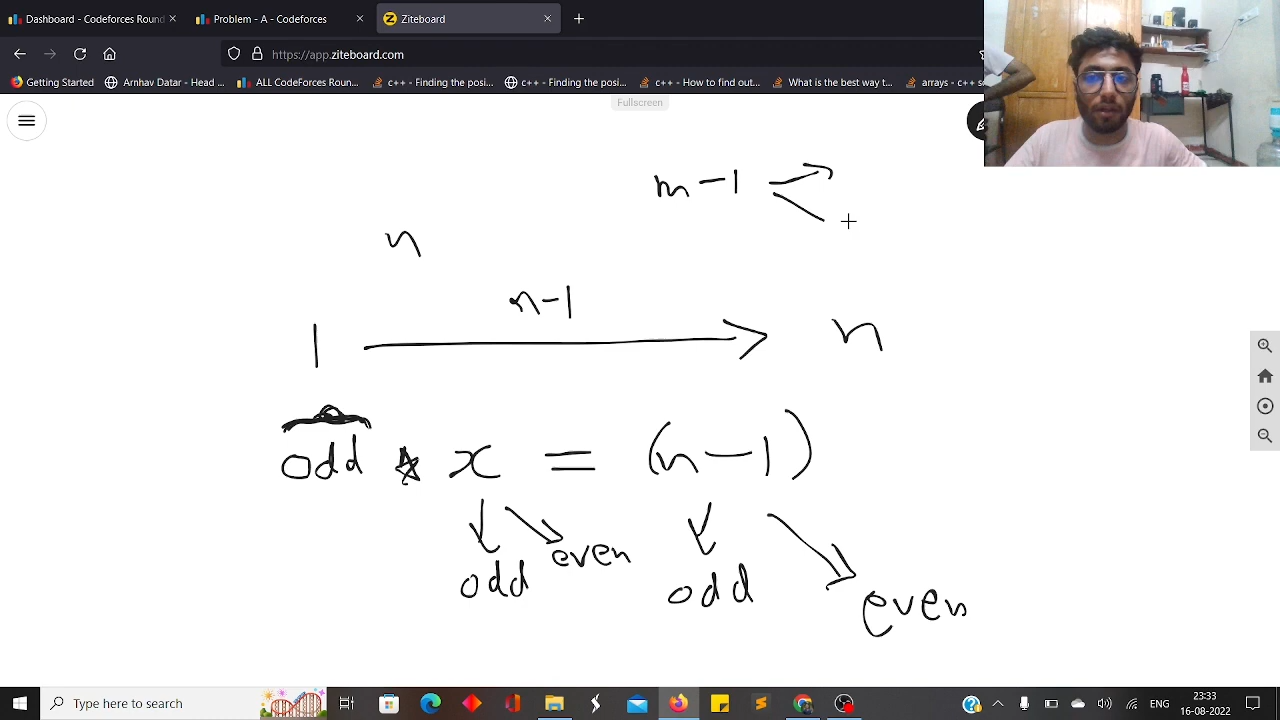 Dashboard - Codeforces Round
Problem - A - Codeforces
Ziteboard
https://app.ziteboard.com
Getting Started
Arnhav Datar - Head ...
ALL CodeForces Roun...
c++ - Finding the posi...
c++ - Finding the posi...
c++ - How to find out...
What is the best way t...
arrays - c++ s
Fullscreen
m-1
n
n-1
1
n
odd * x = (n-1)
odd even odd even
Type here to search
ENG
23:33
16-08-2022